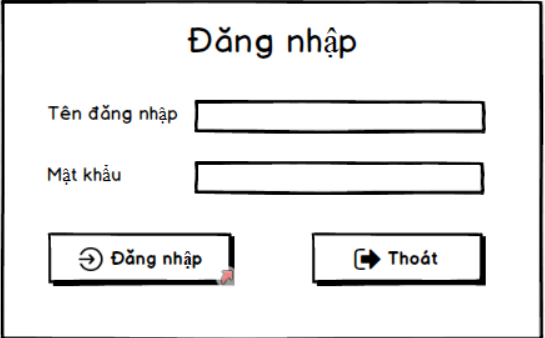 Đăng nhập
Tên đăng nhập
Mật khẩu
Đăng nhập
Thoát